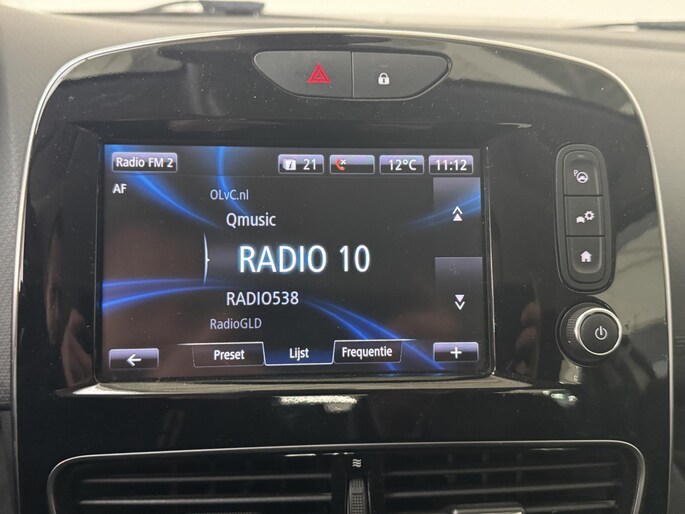 Radio FM 2
i 21
12°C
11:12
AF
OLvC.nl
Qmusic
RADIO 10
RADIO538
RadioGLD
Preset
Lijst
Frequentie
+